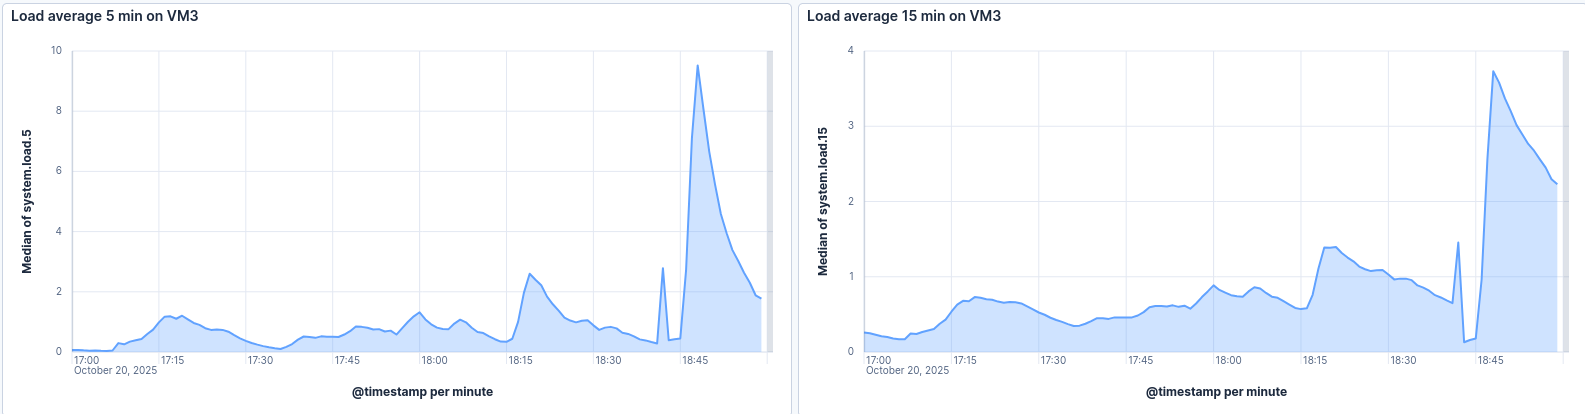 Load average 5 min on VM3
Median of system.load.5
10
8
6
4
2
0
17:00 17:15 17:30 17:45 18:00 18:15 18:30 18:45
October 20, 2025
@timestamp per minute
Load average 15 min on VM3
Median of system.load.15
4
3
2
1
0
17:00 17:15 17:30 17:45 18:00 18:15 18:30 18:45
October 20, 2025
@timestamp per minute